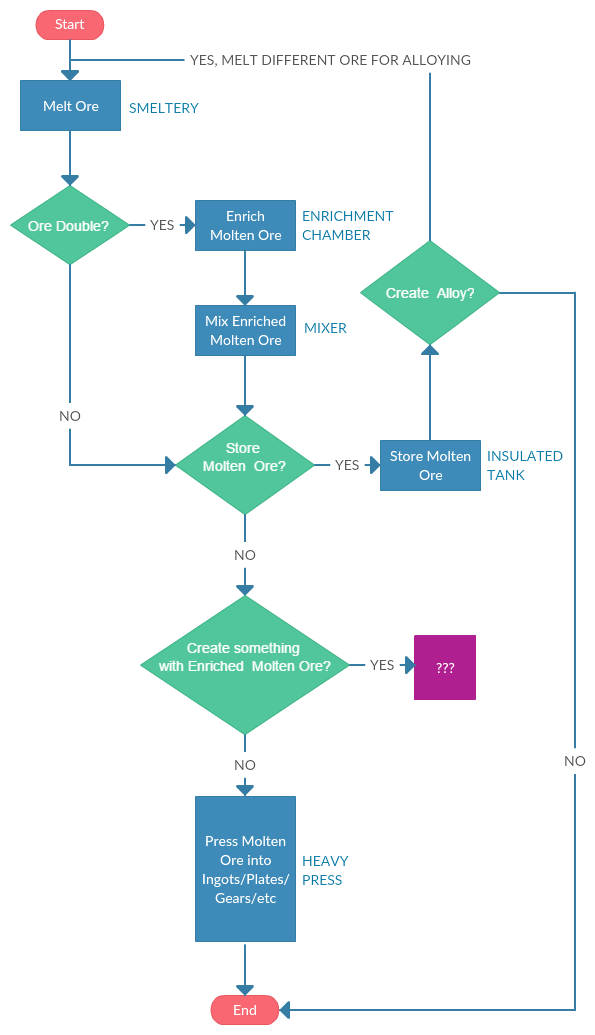 Start
YES, MELT DIFFERENT ORE FOR ALLOYING
Melt Ore
SMELTERY
Ore Double?
YES
Enrich
Molten Ore
ENRICHMENT
CHAMBER
Create Alloy?
Mix Enriched
Molten Ore
MIXER
NO
Store
Molten Ore?
YES
Store Molten
Ore
INSULATED
TANK
NO
Create something
with Enriched Molten Ore?
YES
???
NO
NO
Press Molten
Ore into
Ingots/Plates/
Gears/etc
HEAVY
PRESS
End